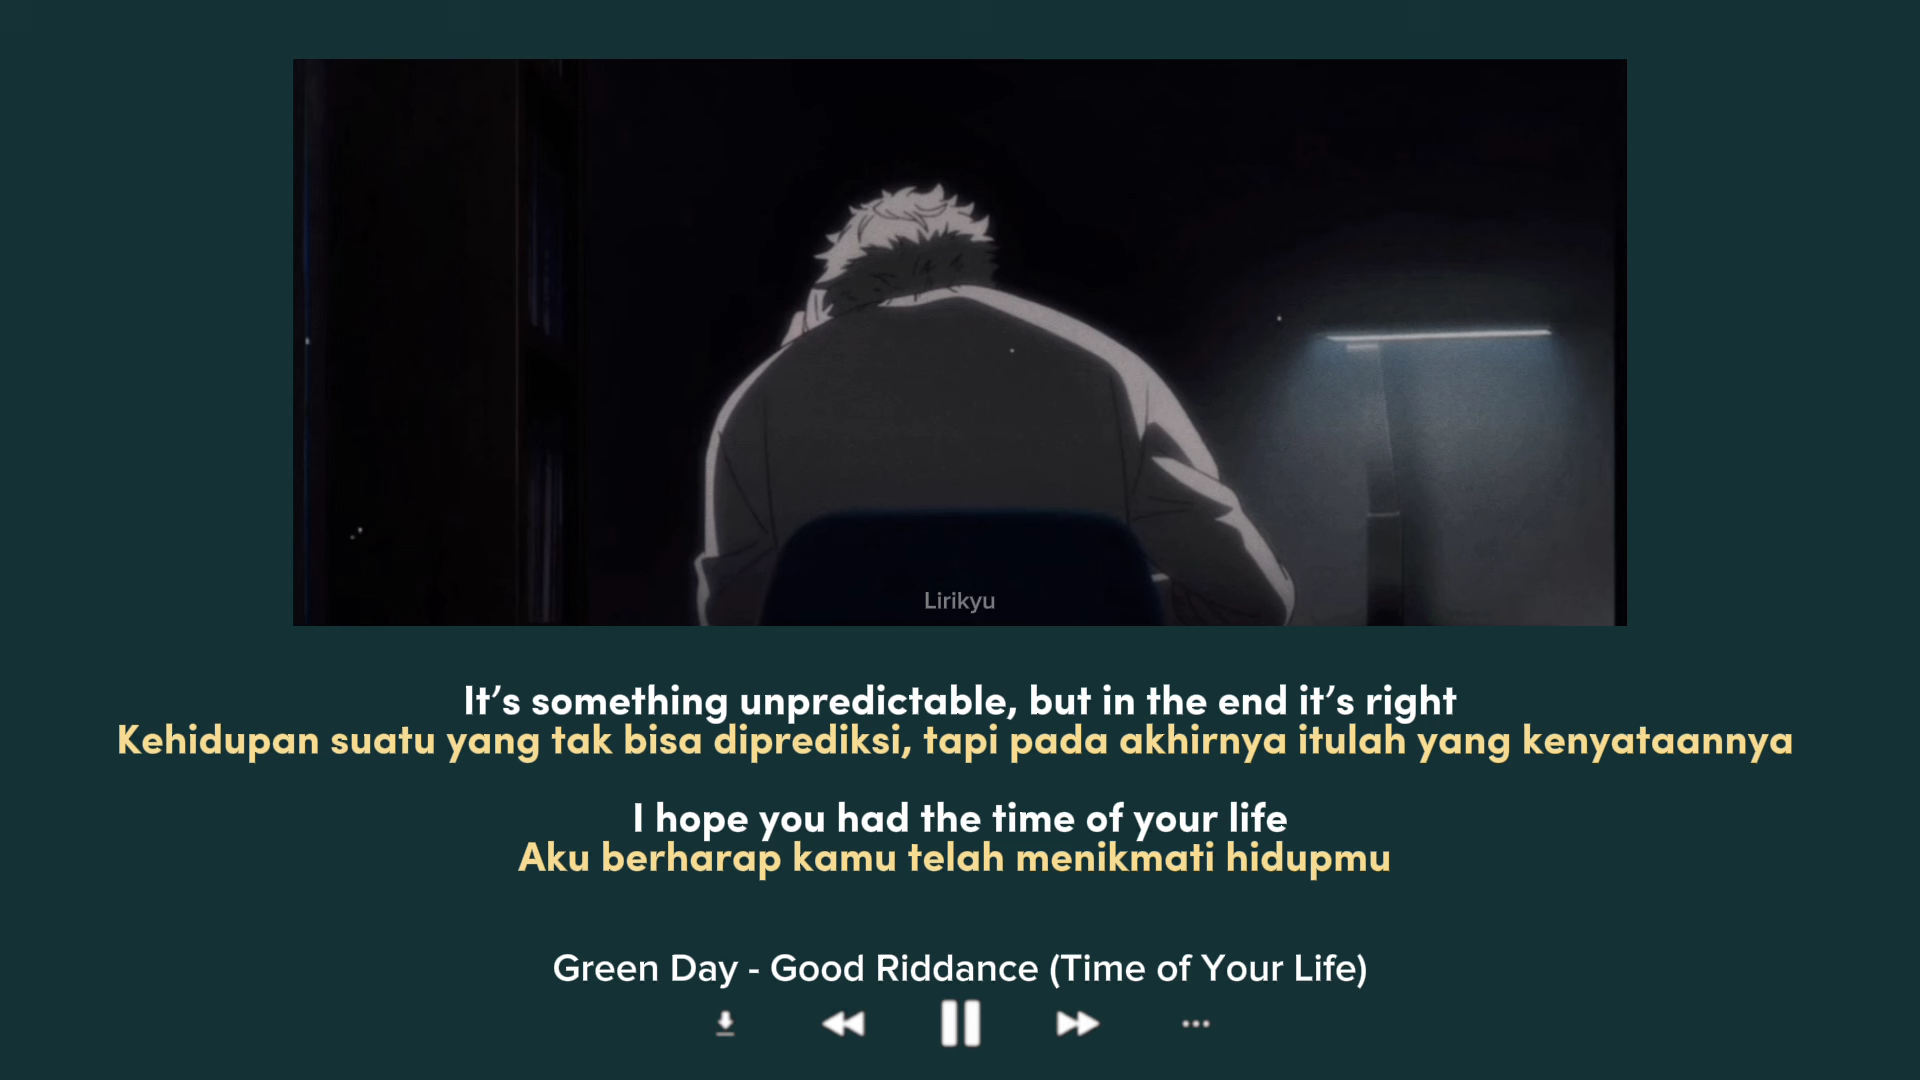 Lirikyu
It’s something unpredictable, but in the end it’s right
Kehidupan suatu yang tak bisa diprediksi, tapi pada akhirnya itulah yang kenyataannya
I hope you had the time of your life
Aku berharap kamu telah menikmati hidupmu
Green Day - Good Riddance (Time of Your Life)